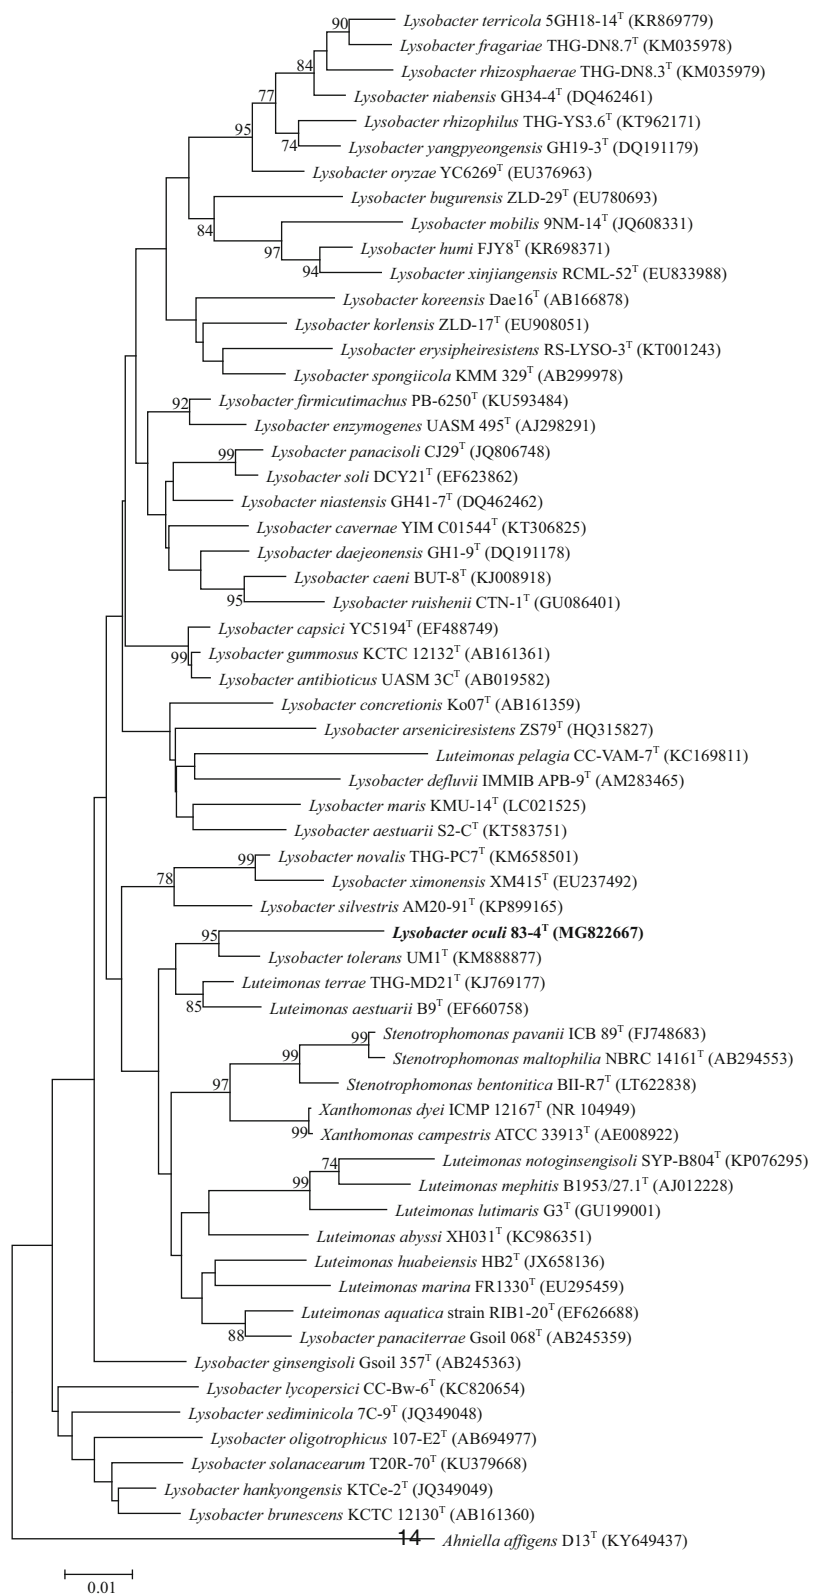 90
Lysobacter terricola 5GH18-14T (KR869779)
Lysobacter fragariae THG-DN8.7T (KM035978)
84
Lysobacter rhizosphaerae THG-DN8.3T (KM035979)
77
Lysobacter niabensis GH34-4T (DQ462461)
95
Lysobacter rhizophilus THG-YS3.6T (KT962171)
74
Lysobacter yangpyeongensis GH19-3T (DQ191179)
Lysobacter oryzae YC6269T (EU376963)
Lysobacter bugurensis ZLD-29T (EU780693)
84
Lysobacter mobilis 9NM-14T (JQ608331)
97
Lysobacter humi FJY8T (KR698371)
94
Lysobacter xinjiangensis RCML-52T (EU833988)
Lysobacter koreensis Dae16T (AB166878)
Lysobacter korlensis ZLD-17T (EU908051)
Lysobacter erysipheiresistens RS-LYSO-3T (KT001243)
Lysobacter spongiicola KMM 329T (AB299978)
92
Lysobacter firmicutimachus PB-6250T (KU593484)
Lysobacter enzymogenes UASM 495T (AJ298291)
99
Lysobacter panacisoli CJ29T (JQ806748)
Lysobacter soli DCY21T (EF623862)
Lysobacter niastensis GH41-7T (DQ462462)
Lysobacter cavernae YIM C01544T (KT306825)
Lysobacter daejeonensis GH1-9T (DQ191178)
Lysobacter caeni BUT-8T (KJ008918)
95
Lysobacter ruishenii CTN-1T (GU086401)
Lysobacter capsici YC5194T (EF488749)
99
Lysobacter gummosus KCTC 12132T (AB161361)
Lysobacter antibioticus UASM 3CT (AB019582)
Lysobacter concretionis Ko07T (AB161359)
Lysobacter arseniciresistens ZS79T (HQ315827)
Luteimonas pelagia CC-VAM-7T (KC169811)
Lysobacter defluvii IMMIB APB-9T (AM283465)
Lysobacter maris KMU-14T (LC021525)
Lysobacter aestuarii S2-CT (KT583751)
99
Lysobacter novalis THG-PC7T (KM658501)
78
Lysobacter ximonensis XM415T (EU237492)
Lysobacter silvestris AM20-91T (KP899165)
95
Lysobacter oculi 83-4T (MG822667)
Lysobacter tolerans UM1T (KM888877)
Luteimonas terrae THG-MD21T (KJ769177)
85
Luteimonas aestuarii B9T (EF660758)
99
Stenotrophomonas pavanii ICB 89T (FJ748683)
99
Stenotrophomonas maltophilia NBRC 14161T (AB294553)
97
Stenotrophomonas bentonitica BII-R7T (LT622838)
Xanthomonas dyei ICMP 12167T (NR 104949)
99
Xanthomonas campestris ATCC 33913T (AE008922)
74
Luteimonas notoginsengisoli SYP-B804T (KP076295)
99
Luteimonas mephitis B1953/27.1T (AJ012228)
Luteimonas lutimaris G3T (GU199001)
Luteimonas abyssi XH031T (KC986351)
Luteimonas huabeiensis HB2T (JX658136)
Luteimonas marina FR1330T (EU295459)
Luteimonas aquatica strain RIB1-20T (EF626688)
88
Lysobacter panaciterrae Gsoil 068T (AB245359)
Lysobacter ginsengisoli Gsoil 357T (AB245363)
Lysobacter lycopersici CC-Bw-6T (KC820654)
Lysobacter sediminicola 7C-9T (JQ349048)
Lysobacter oligotrophicus 107-E2T (AB694977)
Lysobacter solanacearum T20R-70T (KU379668)
Lysobacter hankyongensis KTCe-2T (JQ349049)
Lysobacter brunescens KCTC 12130T (AB161360)
14
Ahniella affigens D13T (KY649437)
0.01